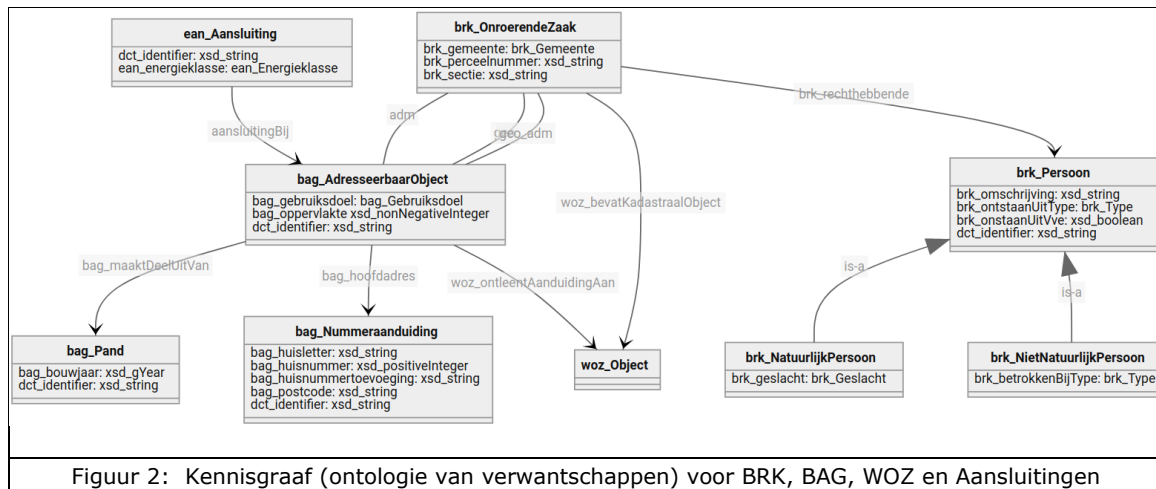 ean_Aansluiting
dct_identifier: xsd_string
ean_energieklasse: ean_Energieklasse
brk_OnroerendeZaak
brk_gemeente: brk_Gemeente
brk_perceelnummer: xsd_string
brk_sectie: xsd_string
brk_rechthebbende
adm
geo_adm
aansluitingBij
bag_AdresseerbaarObject
bag_gebruiksdoel: bag_Gebruiksdoel
bag_oppervlakte xsd_nonNegativeInteger
dct_identifier: xsd_string
brk_Persoon
brk_omschrijving: xsd_string
brk_ontstaanUitType: brk_Type
brk_onstaanUitVve: xsd_boolean
dct_identifier: xsd_string
woz_bevatKadastraalObject
bag_maaktDeelUitVan
bag_hoofdadres
woz_ontleentAanduidingAan
is-a
is-a
bag_Pand
bag_bouwjaar: xsd_gYear
dct_identifier: xsd_string
bag_Nummeraanduiding
bag_huisletter: xsd_string
bag_huisnummer: xsd_positiveInteger
bag_huisnummertoevoeging: xsd_string
bag_postcode: xsd_string
dct_identifier: xsd_string
woz_Object
brk_NatuurlijkPersoon
brk_geslacht: brk_Geslacht
brk_NietNatuurlijkPersoon
brk_betrokkenBijType: brk_Type
Figuur 2: Kennisgraaf (ontologie van verwantschappen) voor BRK, BAG, WOZ en Aansluitingen